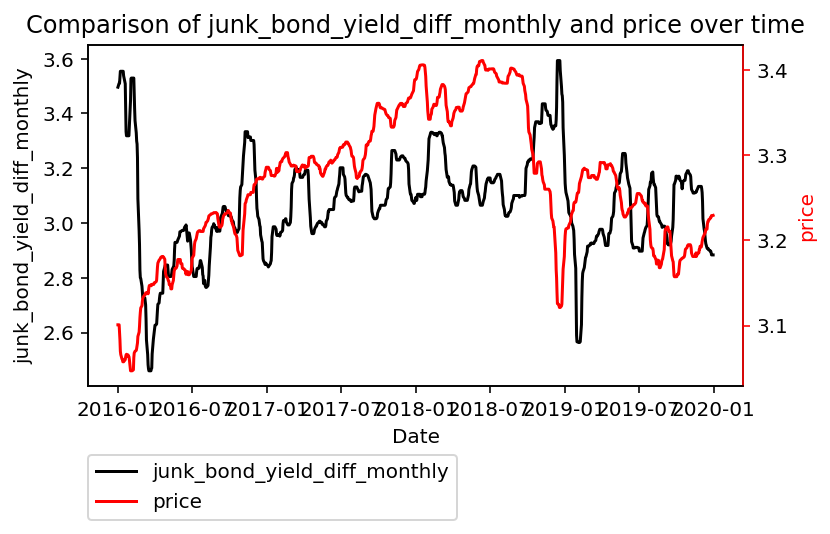 Comparison of junk_bond_yield_diff_monthly and price over time
junk_bond_yield_diff_monthly
3.6
3.4
3.2
3.0
2.8
2.6
3.4
3.3
3.2
3.1
price
2016-01 2016-07 2017-01 2017-07 2018-01 2018-07 2019-01 2019-07 2020-01
Date
junk_bond_yield_diff_monthly
price